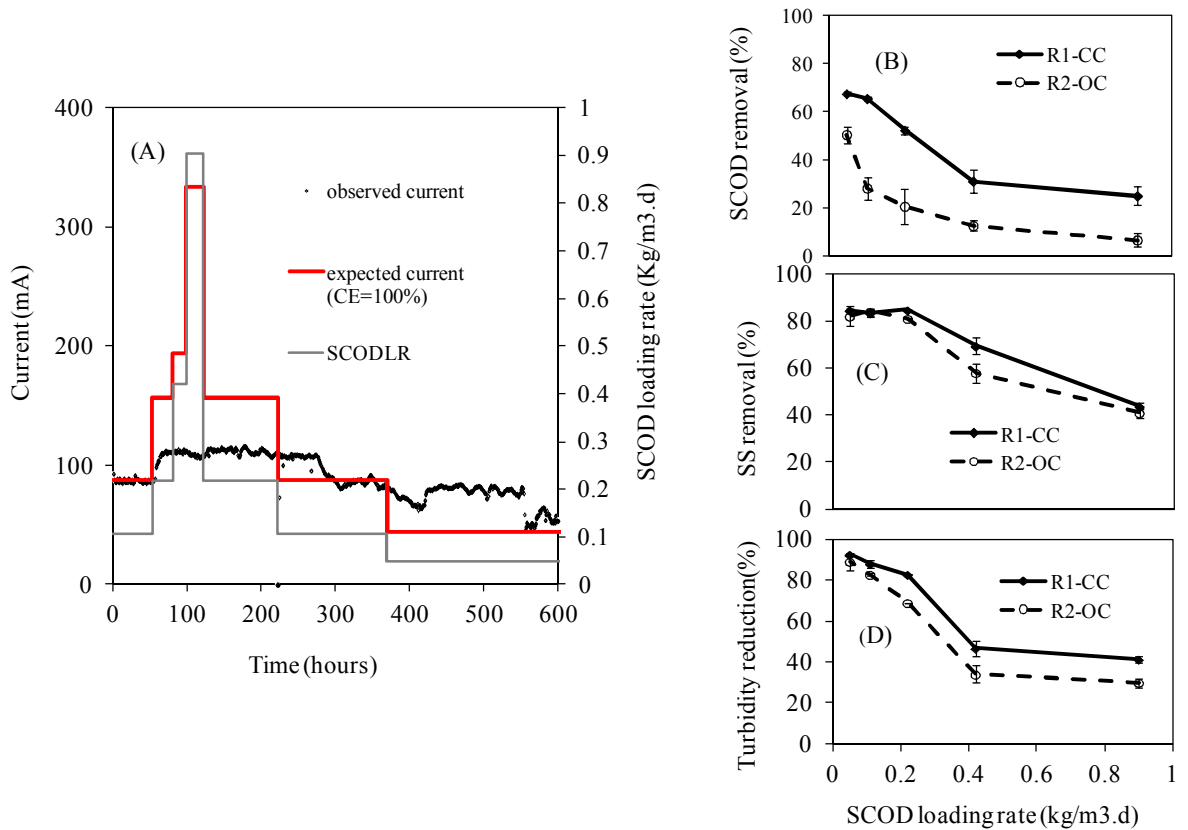 400
300
200
100
0
Current (mA)
(A)
observed current
expected current
(CE=100%)
SCODLR
1
0.9
0.8
0.7
0.6
0.5
0.4
0.3
0.2
0.1
0
SCOD loading rate (Kg/m3.d)
0
100
200
300
400
500
600
Time (hours)
100
80
60
40
20
0
SCOD removal (%)
(B)
R1-CC
R2-OC
100
80
60
40
20
0
SS removal (%)
(C)
R1-CC
R2-OC
100
80
60
40
20
0
Turbidity reduction(%)
(D)
R1-CC
R2-OC
0
0.2
0.4
0.6
0.8
1
SCOD loading rate (kg/m3.d)